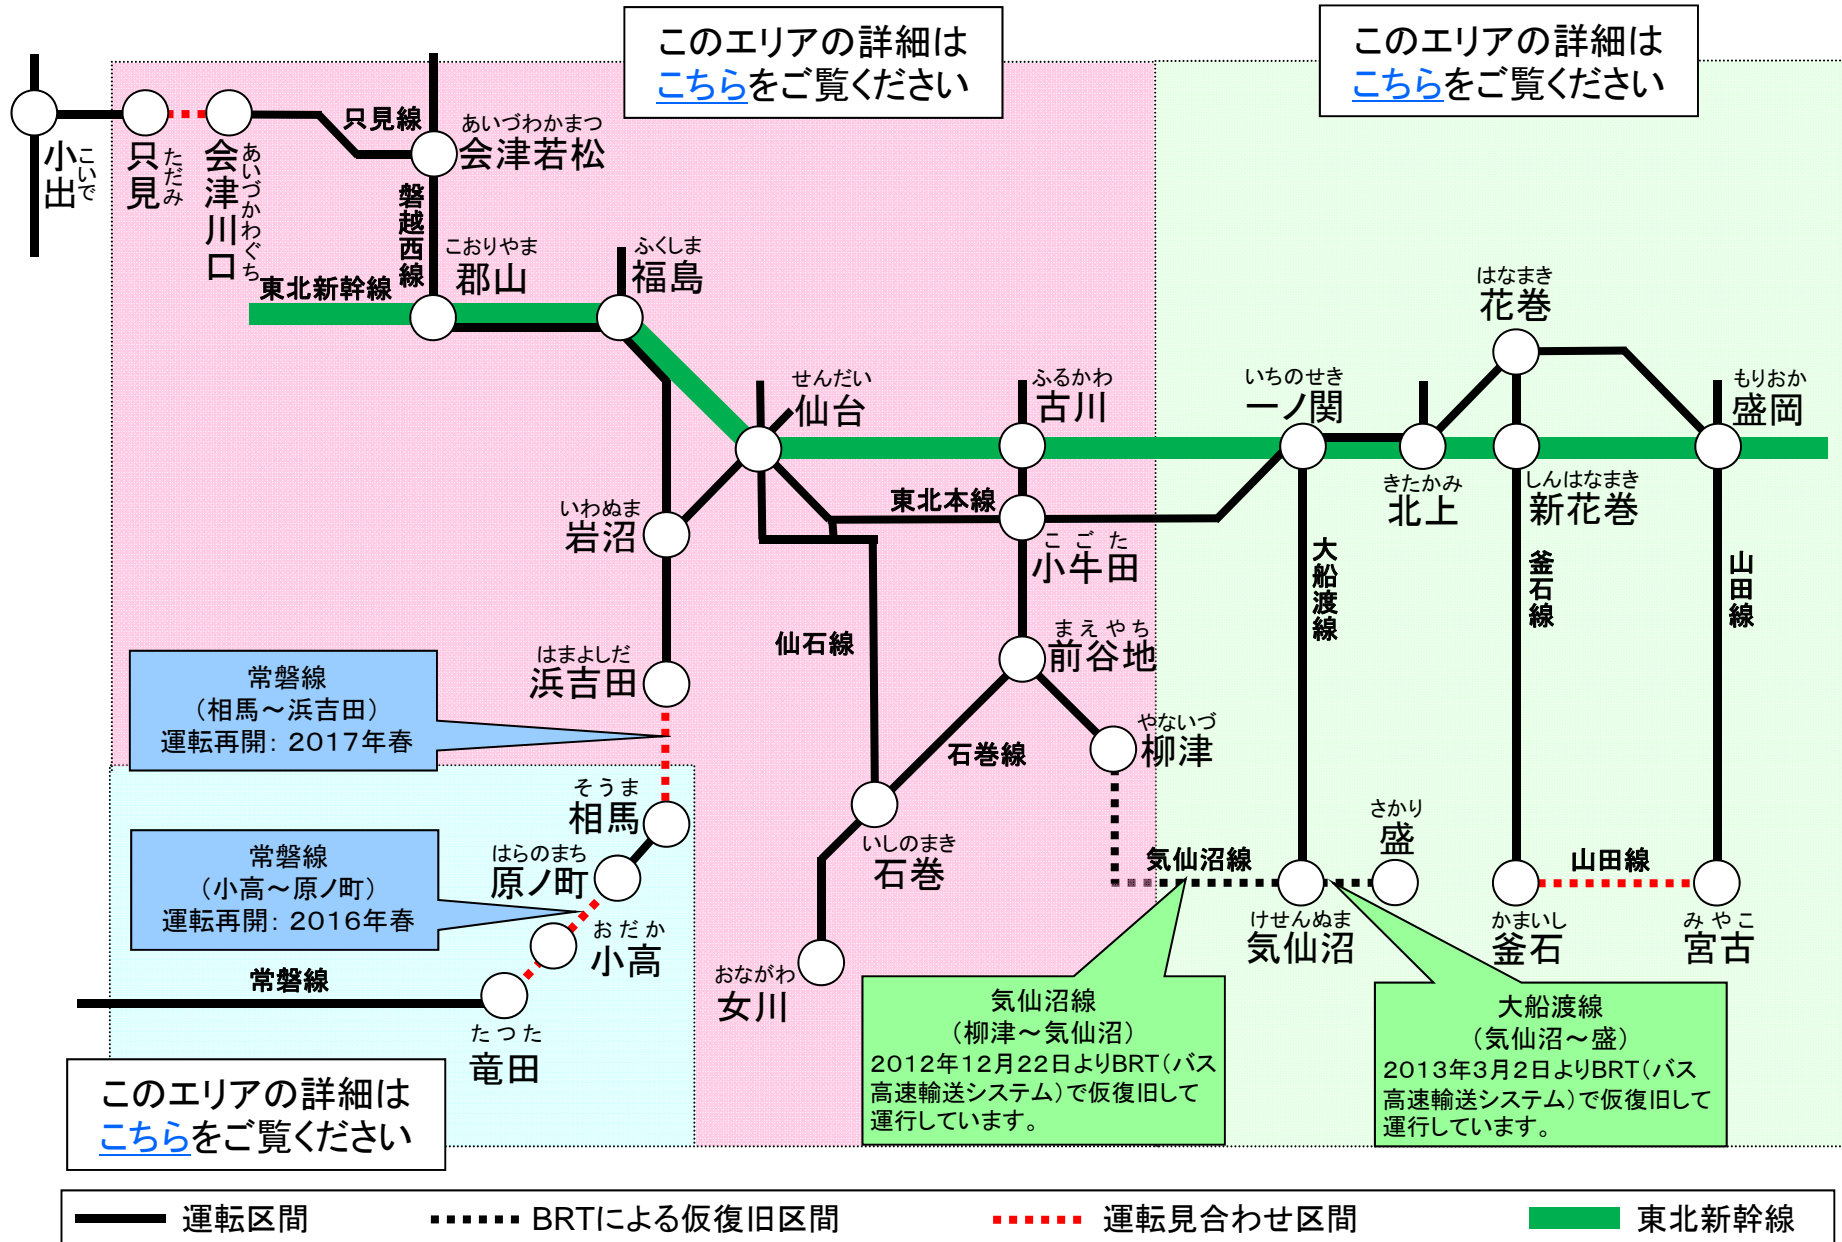 このエリアの詳細は
こちらをご覧ください
このエリアの詳細は
こちらをご覧ください
小出
こいで
只見
ただみ
会津川口
あいづかわぐち
只見線
あいづわかまつ
会津若松
磐越西線
東北新幹線
こおりやま
郡山
ふくしま
福島
せんだい
仙台
ふるかわ
古川
いちのせき
一ノ関
はなまき
花巻
もりおか
盛岡
きたかみ
北上
しんはなまき
新花巻
いわぬま
岩沼
東北本線
こごた
小牛田
大船渡線
釜石線
山田線
仙石線
まえやち
前谷地
はまよしだ
浜吉田
常磐線
(相馬～浜吉田)
運転再開：2017年春
石巻線
やないづ
柳津
そうま
相馬
はらのまち
原ノ町
常磐線
(小高～原ノ町)
運転再開：2016年春
おだか
小高
常磐線
たつた
竜田
いしのまき
石巻
おながわ
女川
気仙沼線
けせんぬま
気仙沼
さかり
盛
山田線
かまいし
釜石
みやこ
宮古
気仙沼線
(柳津～気仙沼)
2012年12月22日よりBRT(バス
高速輸送システム)で仮復旧して
運行しています。
大船渡線
(気仙沼～盛)
2013年3月2日よりBRT(バス
高速輸送システム)で仮復旧して
運行しています。
このエリアの詳細は
こちらをご覧ください
運転区間
BRTによる仮復旧区間
運転見合わせ区間
東北新幹線